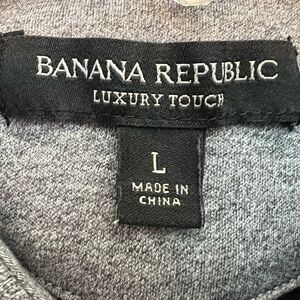 BANANA REPUBLIC
LUXURY TOUCH
L
MADE IN
CHINA